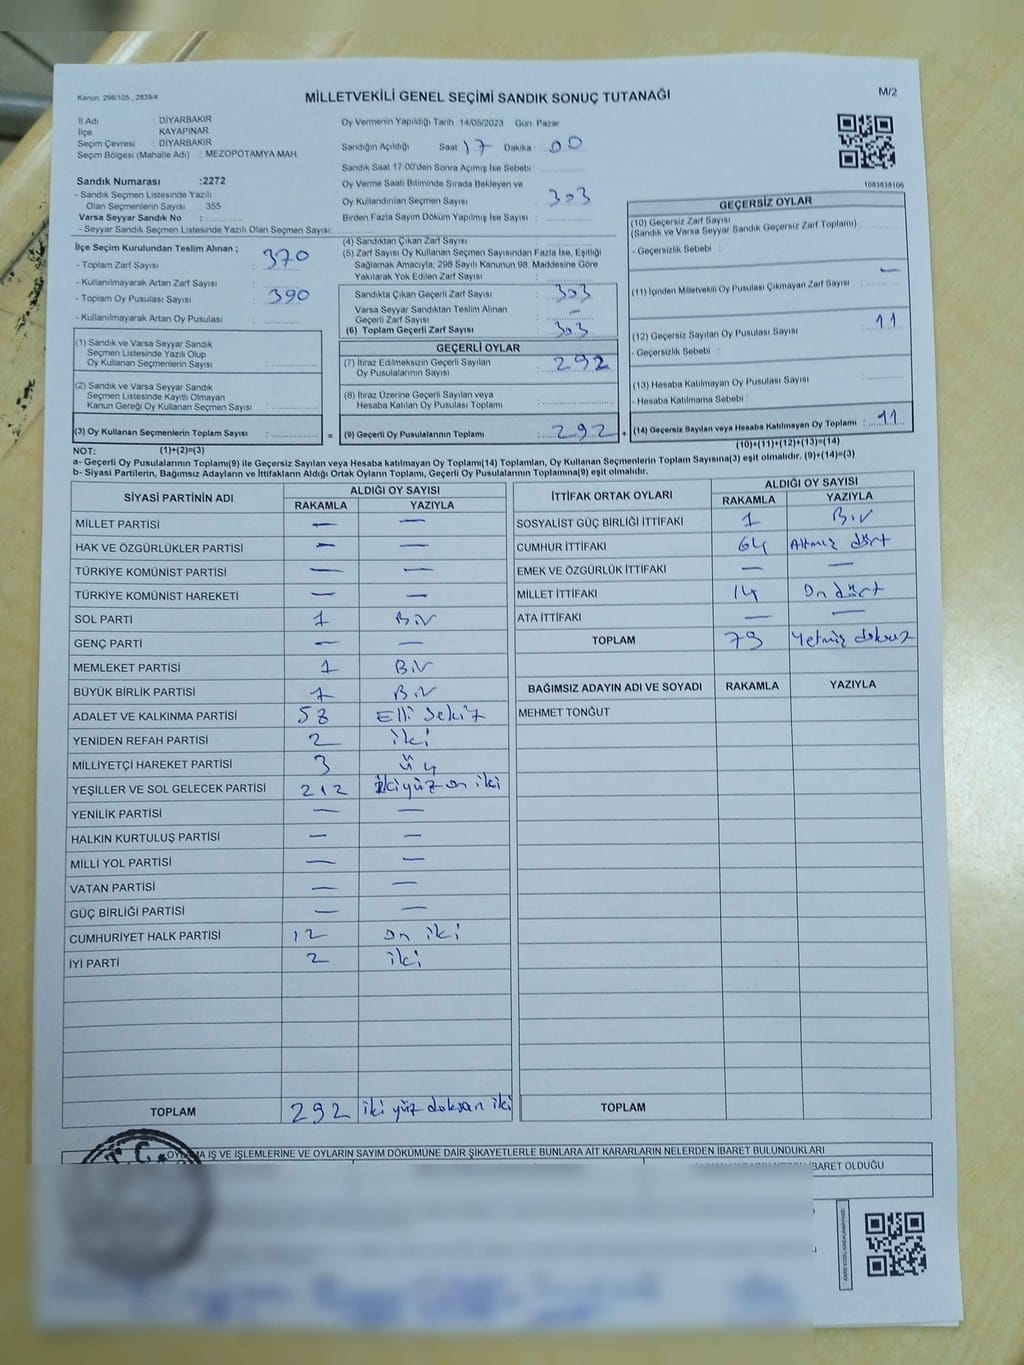 Kanun: 298/105 , 2839/4
MİLLETVEKİLİ GENEL SEÇİMİ SANDIK SONUÇ TUTANAĞI
M/2
İl Adı : DİYARBAKIR
İlçe : KAYAPINAR
Seçim Çevresi : DİYARBAKIR
Seçim Bölgesi (Mahalle Adı) : MEZOPOTAMYA MAH.
Sandık Numarası :2272
- Sandık Seçmen Listesinde Yazılı
Olan Seçmenlerin Sayısı : 355
Varsa Seyyar Sandık No :
- Seyyar Sandık Seçmen Listesinde Yazılı Olan Seçmen Sayısı:
Oy Vermenin Yapıldığı Tarih :14/05/2023 Gün: Pazar
Sandığın Açıldığı Saat 17 Dakika : 00
Sandık Saat 17:00'den Sonra Açımış İse Sebebi :
Oy Verme Saati Bitiminde Sırada Bekleyen ve
Oy Kullandırılan Seçmen Sayısı : 303
Birden Fazla Sayım Döküm Yapılmış İse Sayısı :
1083838106
İlçe Seçim Kurulundan Teslim Alınan ;
- Toplam Zarf Sayısı : 370
- Kullanılmayarak Artan Zarf Sayısı :
- Toplam Oy Pusulası Sayısı : 390
- Kullanılmayarak Artan Oy Pusulası :
(1) Sandık ve Varsa Seyyar Sandık
Seçmen Listesinde Yazılı Olup
Oy Kullanan Seçmenlerin Sayısı :
(2) Sandık ve Varsa Seyyar Sandık
Seçmen Listesinde Kayıtlı Olmayan
Kanun Gereği Oy Kullanan Seçmen Sayısı :
(3) Oy Kullanan Seçmenlerin Toplam Sayısı : =
(4) Sandıktan Çıkan Zarf Sayısı :
(5) Zarf Sayısı Oy Kullanan Seçmen Sayısından Fazla İse, Eşitliği
Sağlamak Amacıyla, 298 Sayılı Kanunun 98. Maddesine Göre
Yakılarak Yok Edilen Zarf Sayısı :
Sandıkta Çıkan Geçerli Zarf Sayısı : 303
Varsa Seyyar Sandıktan Teslim Alınan
Geçerli Zarf Sayısı : —
(6) Toplam Geçerli Zarf Sayısı : 303
GEÇERLİ OYLAR
(7) İtiraz Edilmeksizin Geçerli Sayılan
Oy Pusulalarının Sayısı : 292
(8) İtiraz Üzerine Geçerli Sayılan veya
Hesaba Katılan Oy Pusulası Toplamı :
(9) Geçerli Oy Pusulalarının Toplamı : 292 +
GEÇERSİZ OYLAR
(10) Geçersiz Zarf Sayısı
(Sandık ve Varsa Seyyar Sandık Geçersiz Zarf Toplamı) :
- Geçersizlik Sebebi :
(11) İçinden Milletvekili Oy Pusulası Çıkmayan Zarf Sayısı : —
(12) Geçersiz Sayılan Oy Pusulası Sayısı : 11
- Geçersizlik Sebebi :
(13) Hesaba Katılmayan Oy Pusulası Sayısı :
- Hesaba Katılmama Sebebi :
(14) Geçersiz Sayılan veya Hesaba Katılmayan Oy Toplamı : 11
NOT: (1)+(2)=(3)
(10)+(11)+(12)+(13)=(14)
a- Geçerli Oy Pusulalarının Toplamı(9) ile Geçersiz Sayılan veya Hesaba katılmayan Oy Toplamı(14) Toplamları, Oy Kullanan Seçmenlerin Toplam Sayısına(3) eşit olmalıdır. (9)+(14)=(3)
b- Siyasi Partilerin, Bağımsız Adayların ve İttifakların Aldığı Ortak Oyların Toplamı, Geçerli Oy Pusulalarının Toplamına(9) eşit olmalıdır.
SİYASİ PARTİNİN ADI ALDIĞI OY SAYISI
RAKAMLA YAZIYLA
MİLLET PARTİSİ — —
HAK VE ÖZGÜRLÜKLER PARTİSİ — —
TÜRKİYE KOMÜNİST PARTİSİ — —
TÜRKİYE KOMÜNİST HAREKETİ — —
SOL PARTİ 1 Bir
GENÇ PARTİ — —
MEMLEKET PARTİSİ 1 Bir
BÜYÜK BİRLİK PARTİSİ 1 Bir
ADALET VE KALKINMA PARTİSİ 58 Elli sekiz
YENİDEN REFAH PARTİSİ 2 iki
MİLLİYETÇİ HAREKET PARTİSİ 3 üç
YEŞİLLER VE SOL GELECEK PARTİSİ 212 ikiyüz on iki
YENİLİK PARTİSİ — —
HALKIN KURTULUŞ PARTİSİ — —
MİLLİ YOL PARTİSİ — —
VATAN PARTİSİ — —
GÜÇ BİRLİĞİ PARTİSİ — —
CUMHURİYET HALK PARTİSİ 12 on iki
İYİ PARTİ 2 iki
TOPLAM 292 iki yüz doksan iki
İTTİFAK ORTAK OYLARI ALDIĞI OY SAYISI
RAKAMLA YAZIYLA
SOSYALİST GÜÇ BİRLİĞİ İTTİFAKI 1 Bir
CUMHUR İTTİFAKI 64 Altmış dört
EMEK VE ÖZGÜRLÜK İTTİFAKI — —
MİLLET İTTİFAKI 14 On dört
ATA İTTİFAKI — —
TOPLAM 79 Yetmiş dokuz
BAĞIMSIZ ADAYIN ADI VE SOYADI RAKAMLA YAZIYLA
MEHMET TONĞUT
TOPLAM
T.C.
OYLAMA İŞ VE İŞLEMLERİNE VE OYLARIN SAYIM DÖKÜMÜNE DAİR ŞİKAYETLERLE BUNLARA AİT KARARLARIN NELERDEN İBARET BULUNDUKLARI
İBARET OLDUĞU